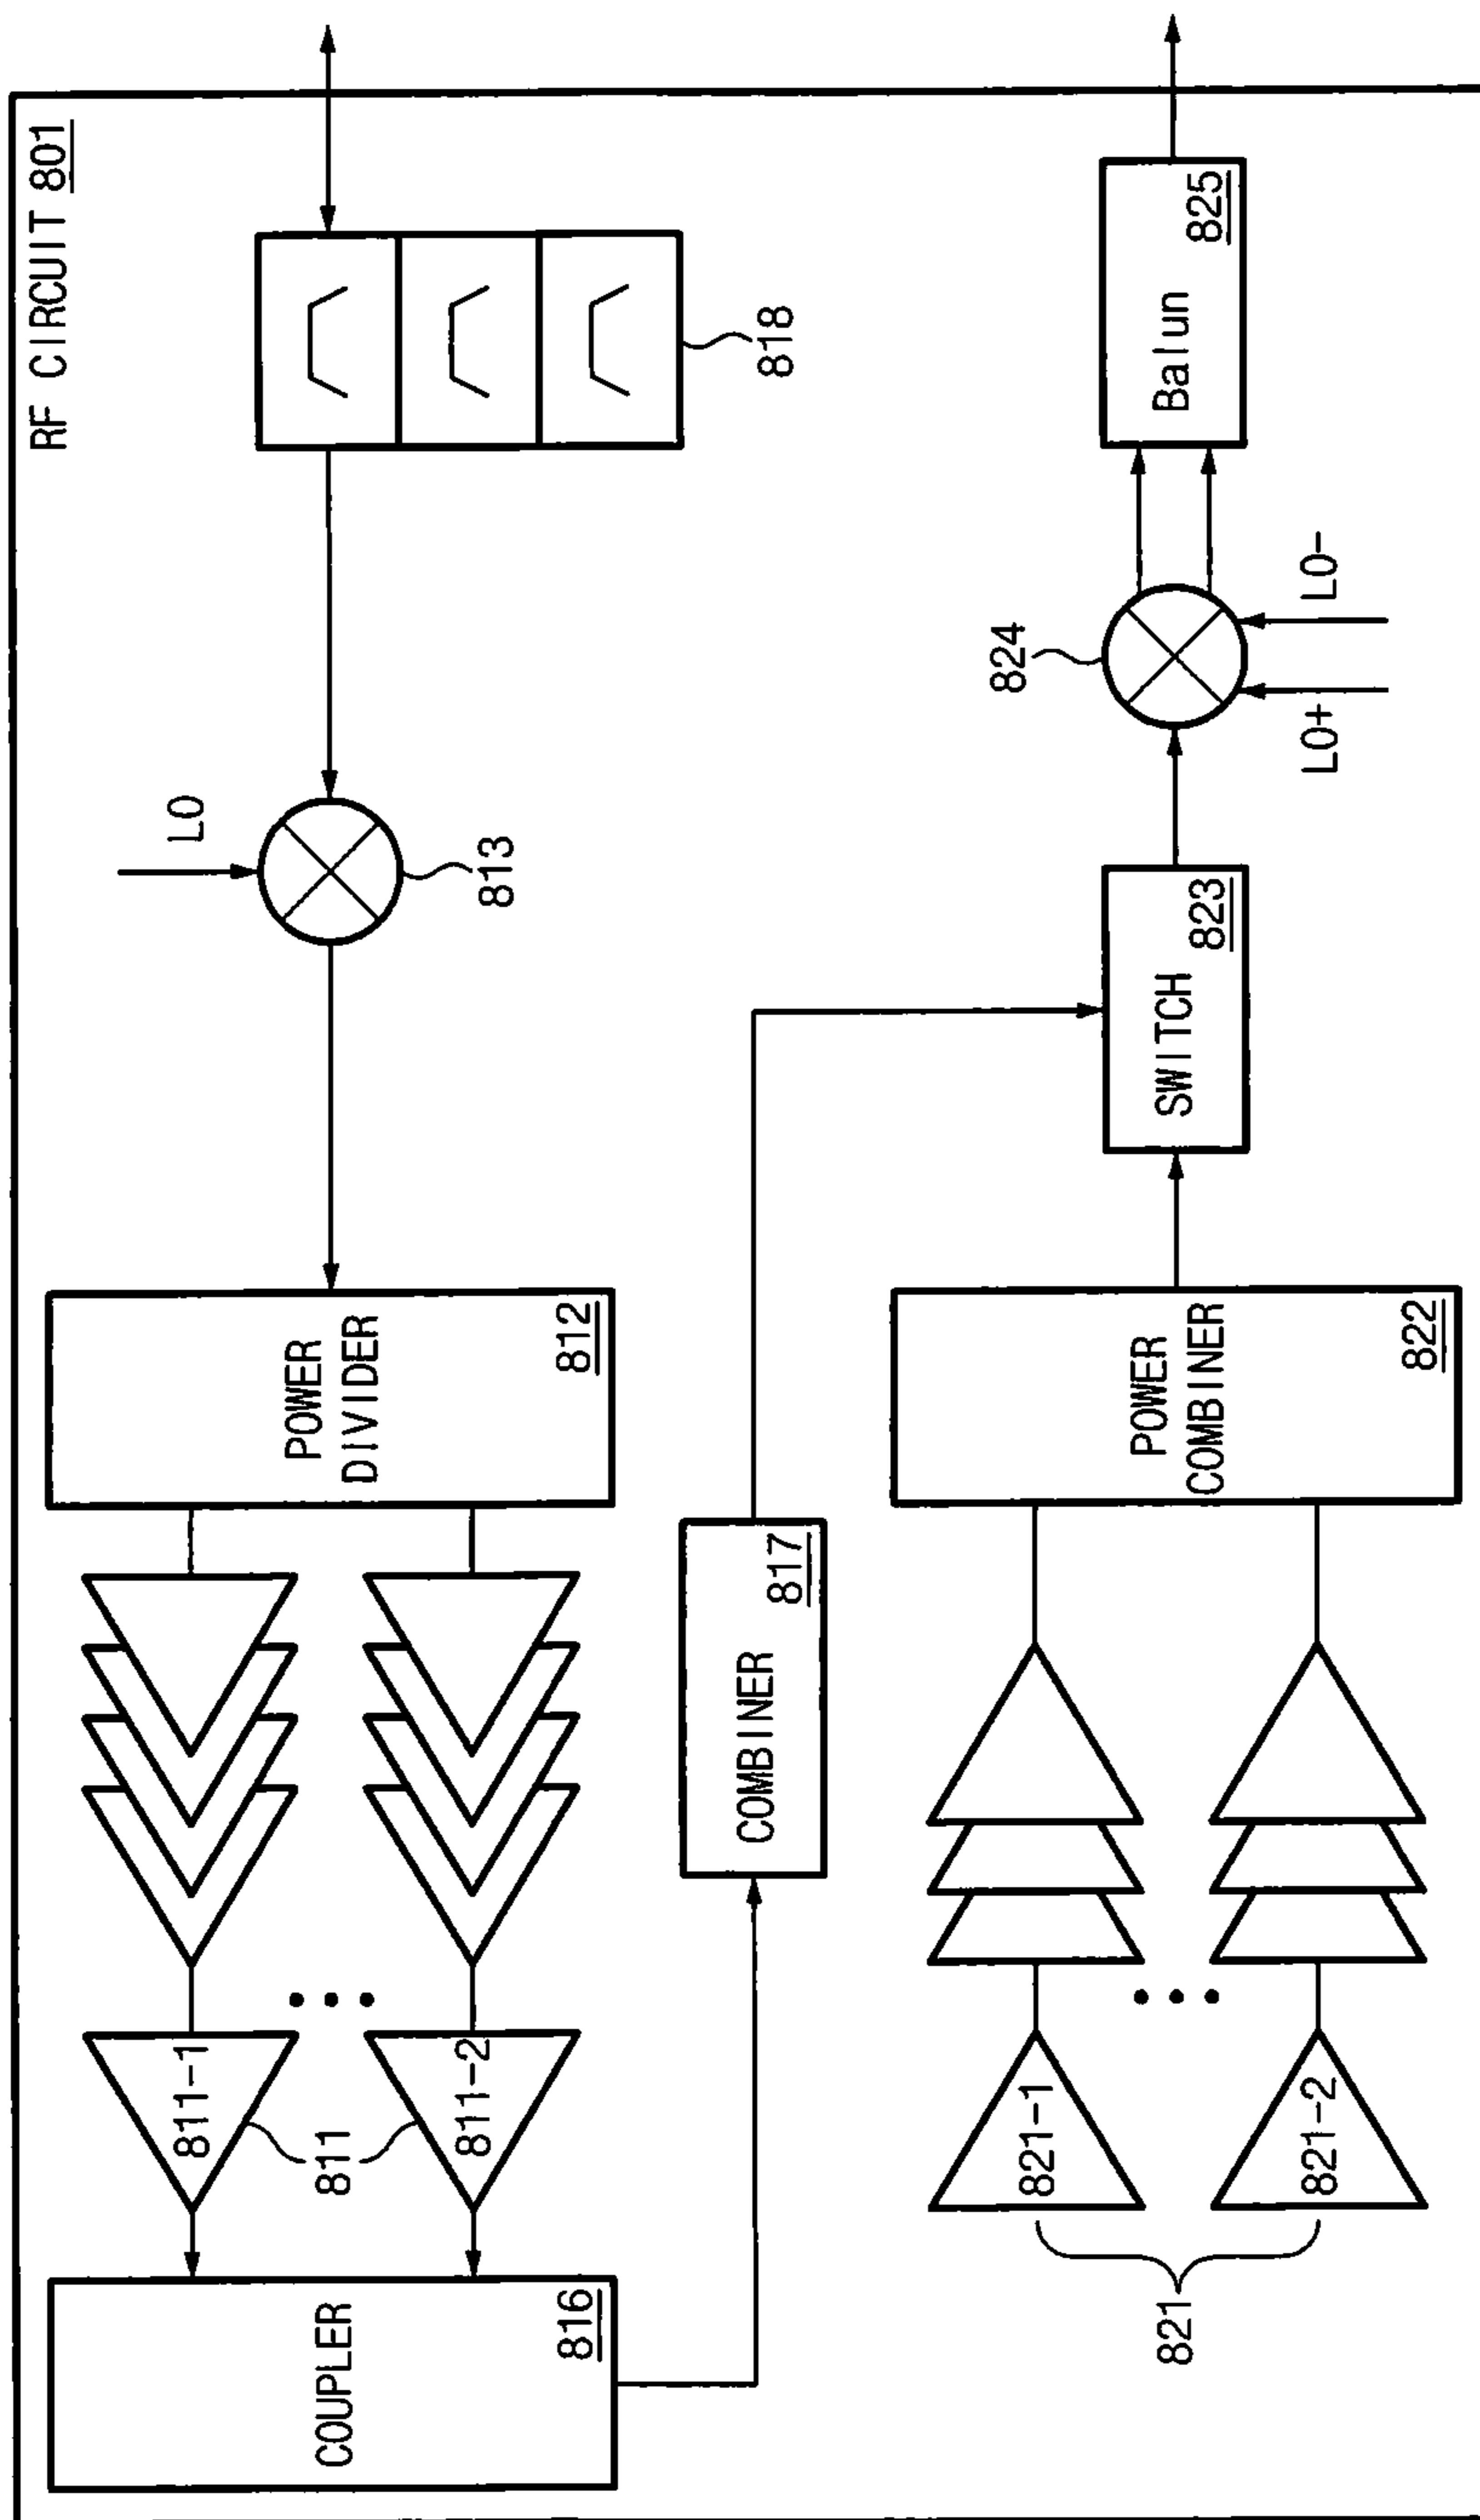 RF CIRCUIT 801
COUPLER
816
811-1
811-2
811
POWER
DIVIDER
812
LO
813
818
COMBINER
817
821
821-1
821-2
POWER
COMBINER
822
SWITCH
823
824
LO+
LO-
Balun
825